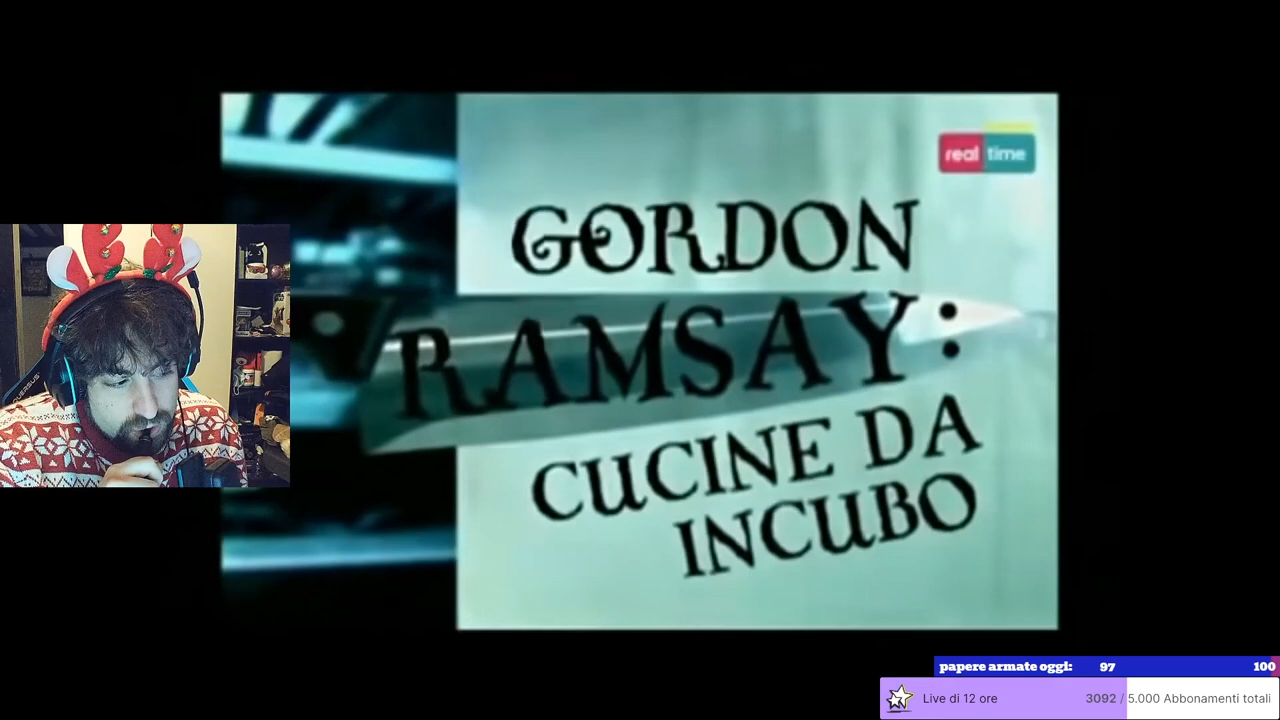 real time
GORDON
RAMSAY:
CUCINE DA
INCUBO
papere armate oggi: 97 100
Live di 12 ore 3092 / 5.000 Abbonamenti totali